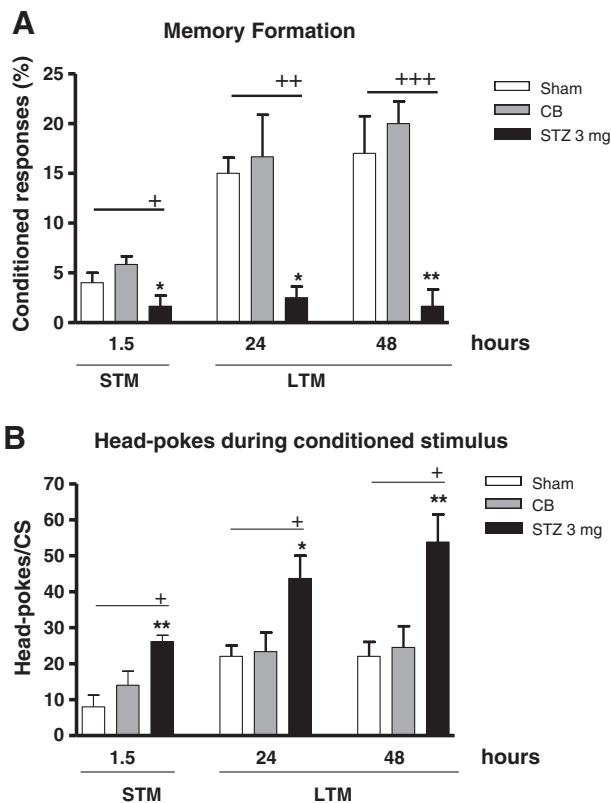 A
Memory Formation
Conditioned responses (%)
25
20
15
10
5
0
+
++
+++
*
*
**
Sham
CB
STZ 3 mg
1.5
24
48
hours
STM
LTM
B
Head-pokes during conditioned stimulus
Head-pokes/CS
70
60
50
40
30
20
10
0
+
+
+
**
*
**
Sham
CB
STZ 3 mg
1.5
24
48
hours
STM
LTM